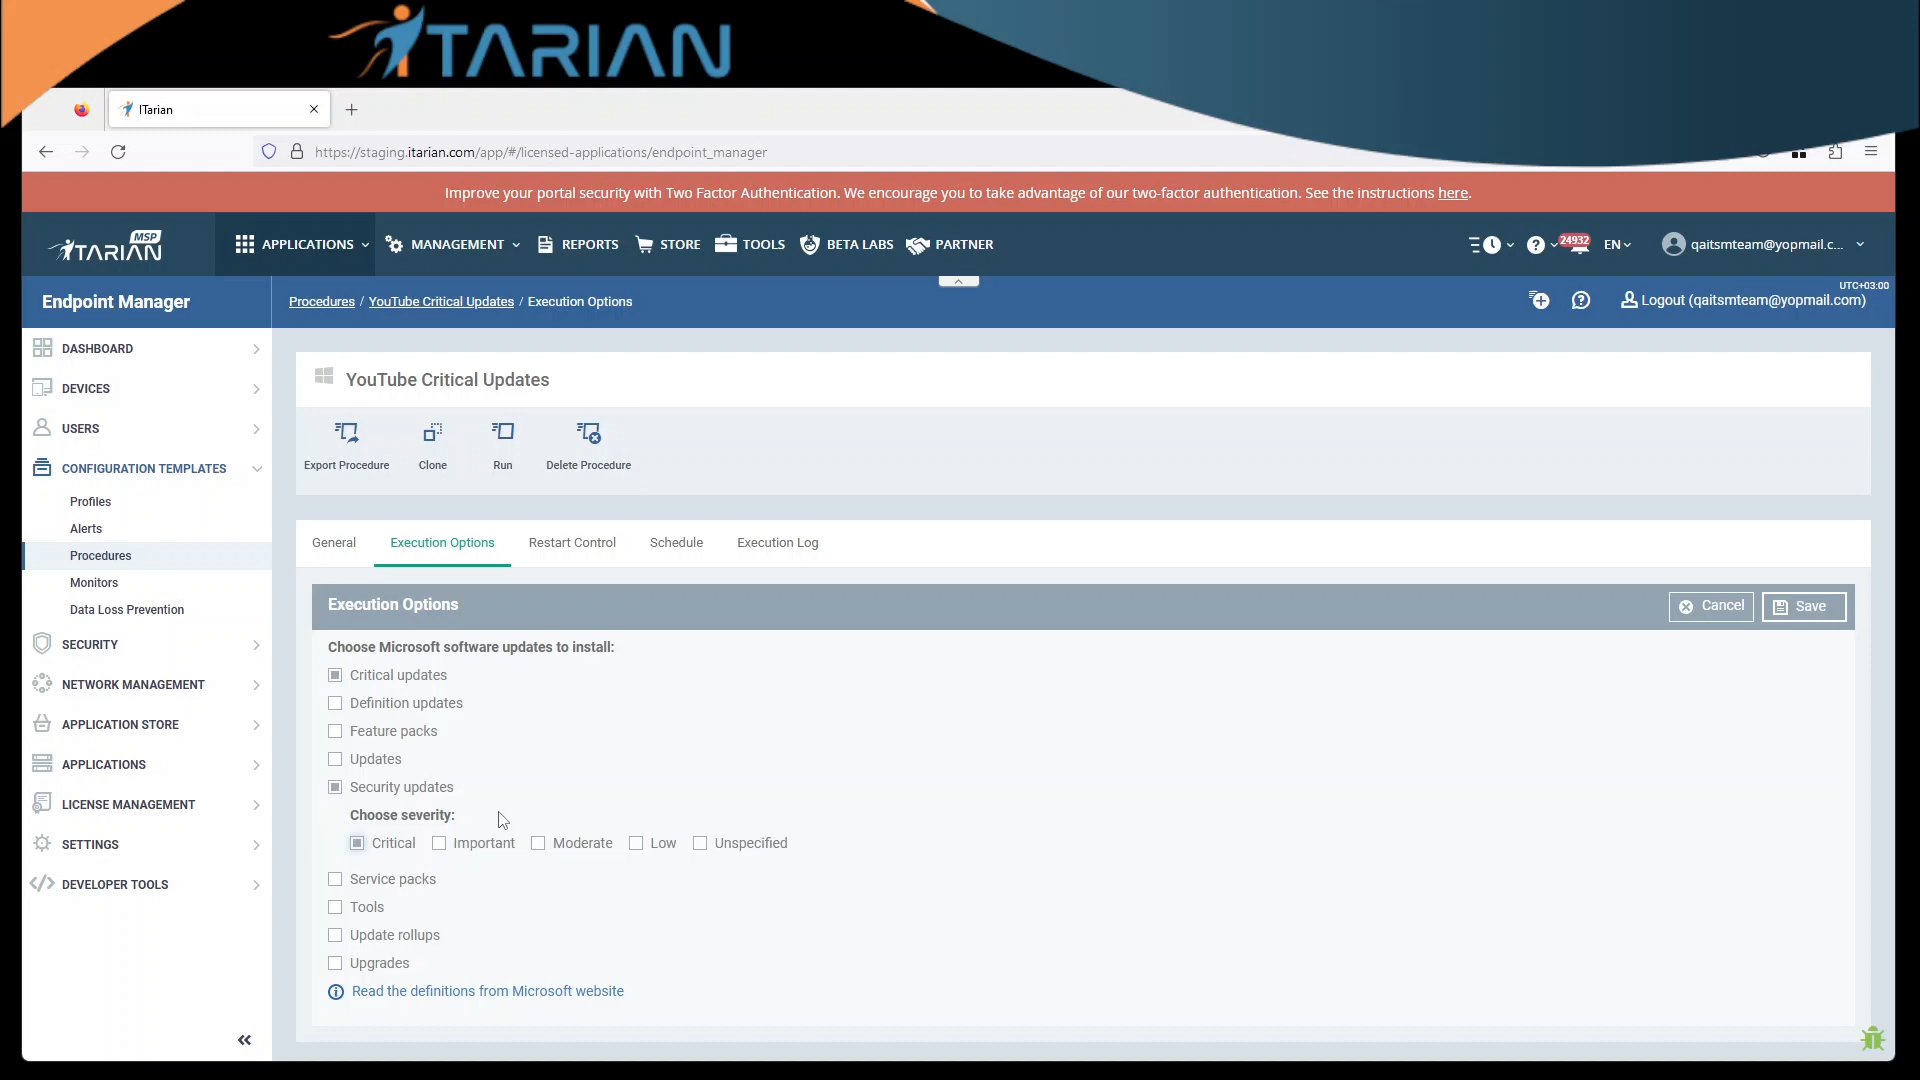 ITARIAN
ITarian
https://staging.itarian.com/app/#/licensed-applications/endpoint_manager
Improve your portal security with Two Factor Authentication. We encourage you to take advantage of our two-factor authentication. See the instructions here.
ITARIAN MSP
APPLICATIONS
MANAGEMENT
REPORTS
STORE
TOOLS
BETA LABS
PARTNER
24932
EN
qaitsmteam@yopmail.c...
Endpoint Manager
Procedures / YouTube Critical Updates / Execution Options
UTC+03:00
Logout (qaitsmteam@yopmail.com)
DASHBOARD
DEVICES
USERS
CONFIGURATION TEMPLATES
Profiles
Alerts
Procedures
Monitors
Data Loss Prevention
SECURITY
NETWORK MANAGEMENT
APPLICATION STORE
APPLICATIONS
LICENSE MANAGEMENT
SETTINGS
DEVELOPER TOOLS
YouTube Critical Updates
Export Procedure
Clone
Run
Delete Procedure
General
Execution Options
Restart Control
Schedule
Execution Log
Execution Options
Cancel
Save
Choose Microsoft software updates to install:
Critical updates
Definition updates
Feature packs
Updates
Security updates
Choose severity:
Critical
Important
Moderate
Low
Unspecified
Service packs
Tools
Update rollups
Upgrades
Read the definitions from Microsoft website